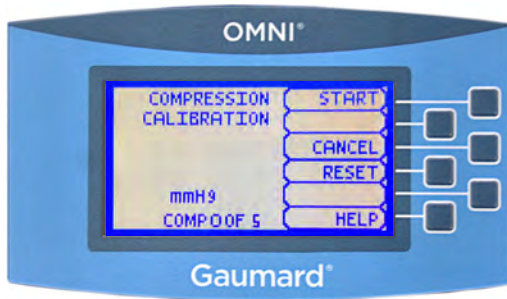 OMNI®
COMPRESSION
CALIBRATION
START
CANCEL
RESET
mmHg
COMP 0 OF 5
HELP
Gaumard®